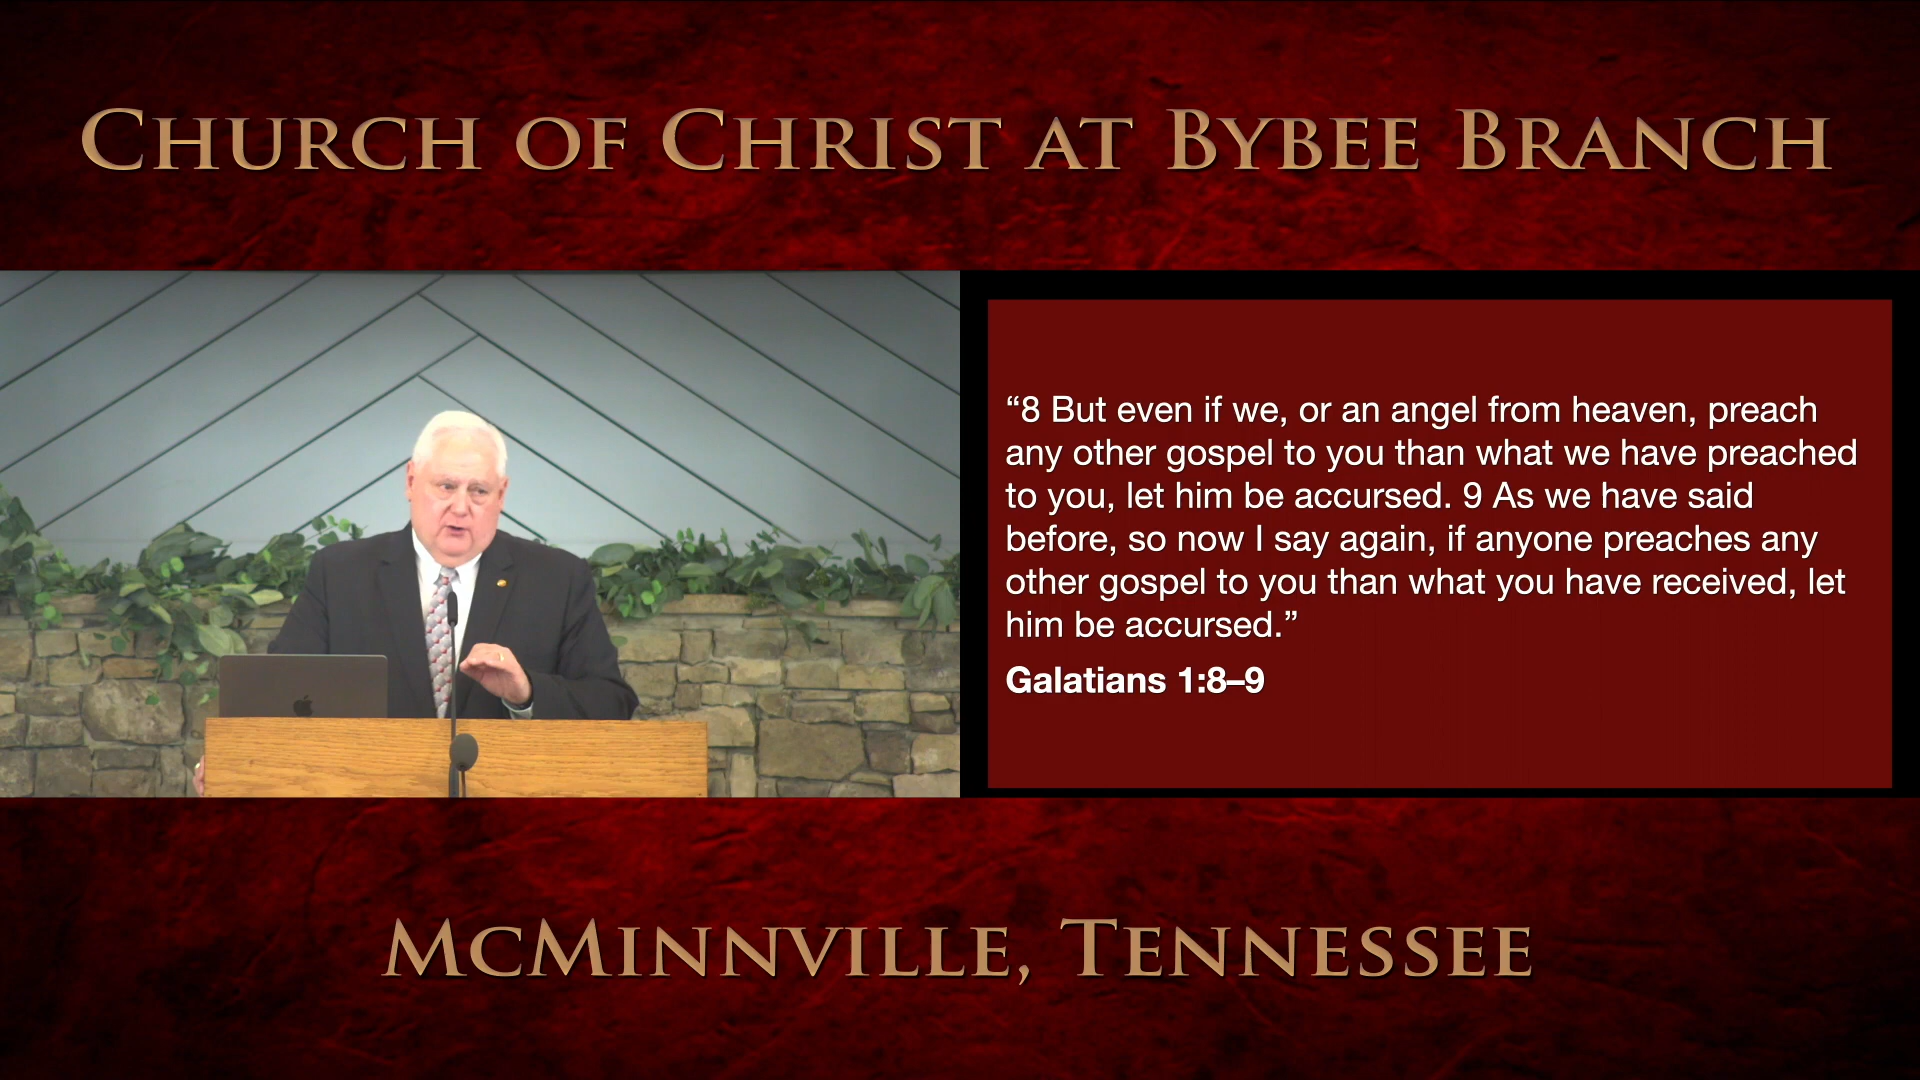 Church of Christ at Bybee Branch
“8 But even if we, or an angel from heaven, preach
any other gospel to you than what we have preached
to you, let him be accursed. 9 As we have said
before, so now I say again, if anyone preaches any
other gospel to you than what you have received, let
him be accursed.”
Galatians 1:8–9
McMinnville, Tennessee